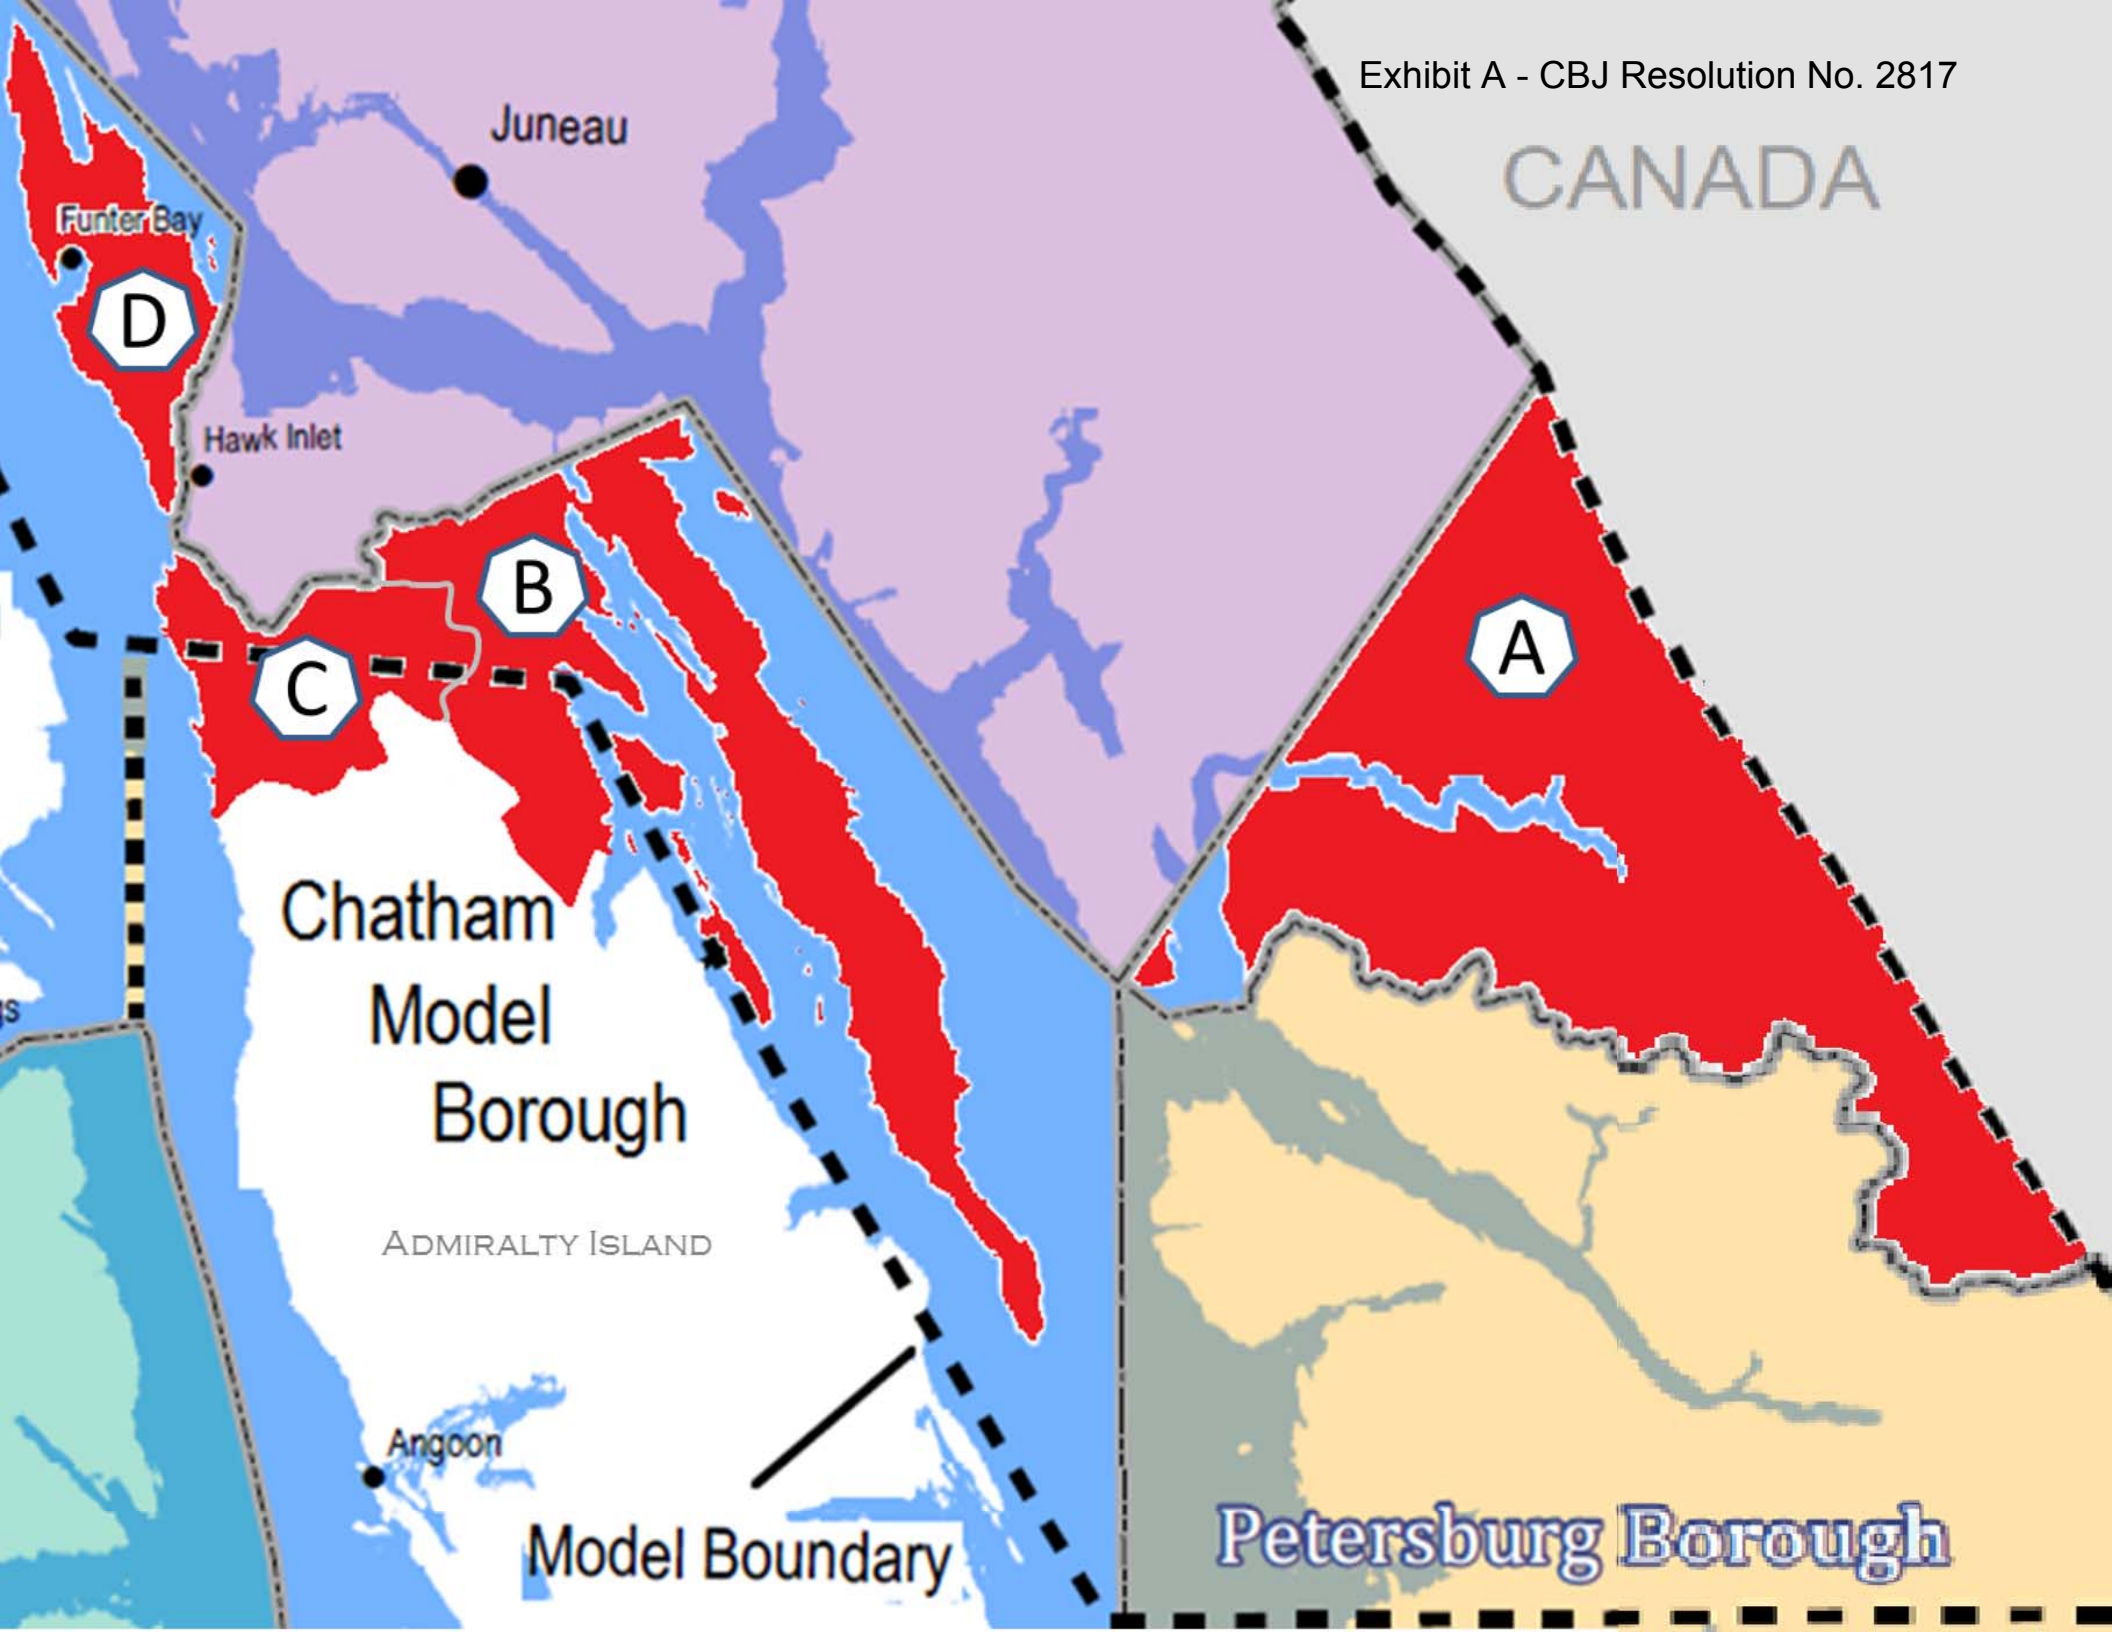 Exhibit A - CBJ Resolution No. 2817
CANADA
Juneau
Funter Bay
D
Hawk Inlet
B
A
C
gs
Chatham
Model
Borough
ADMIRALTY ISLAND
Angoon
Model Boundary
Petersburg Borough